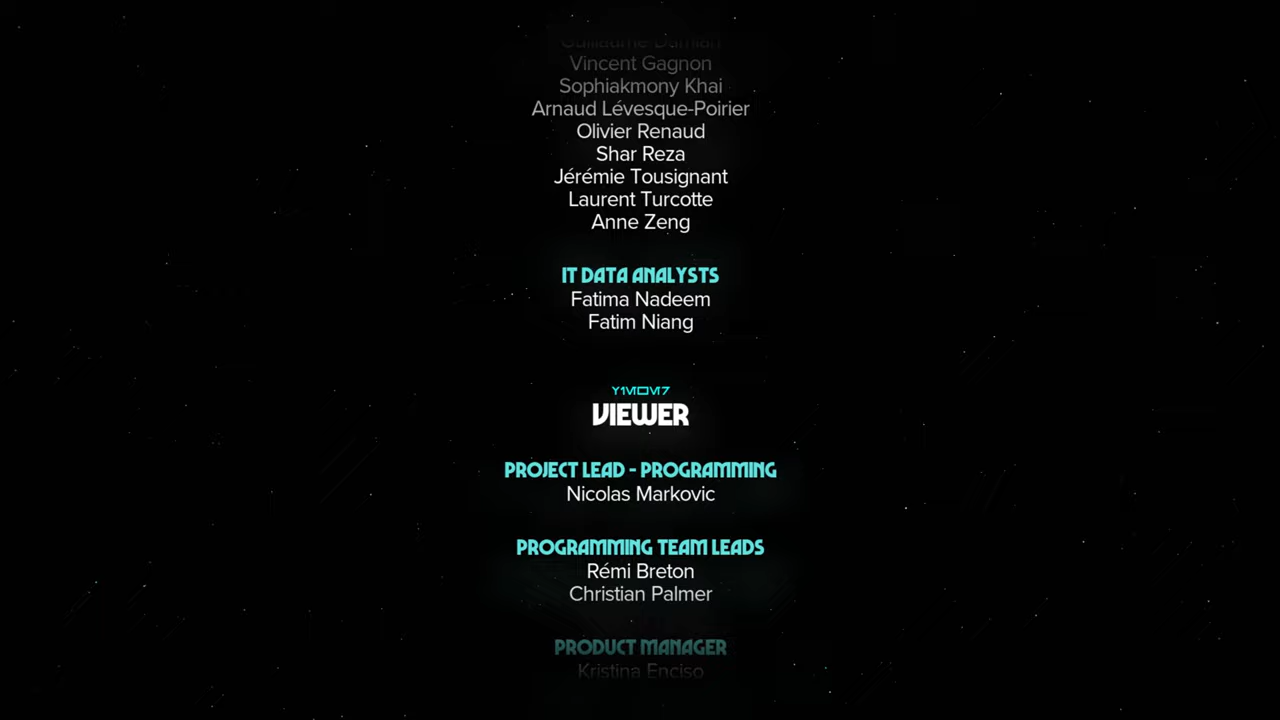 Guillaume Damian
Vincent Gagnon
Sophiakmony Khai
Arnaud Lévesque-Poirier
Olivier Renaud
Shar Reza
Jérémie Tousignant
Laurent Turcotte
Anne Zeng
IT DATA ANALYSTS
Fatima Nadeem
Fatim Niang
VIEWER
PROJECT LEAD - PROGRAMMING
Nicolas Markovic
PROGRAMMING TEAM LEADS
Rémi Breton
Christian Palmer
PRODUCT MANAGER
Kristina Enciso